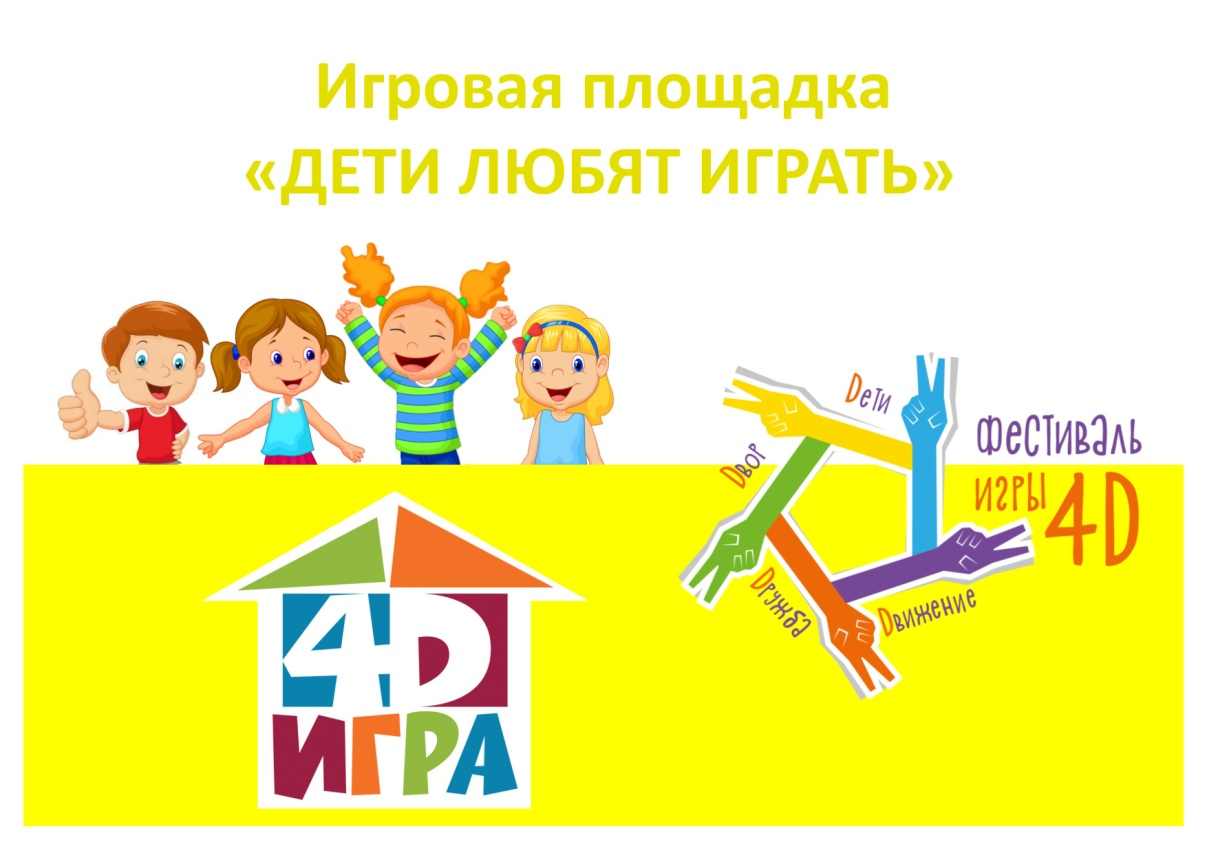 Игровая площадка
«ДЕТИ ЛЮБЯТ ИГРАТЬ»
Dети
Dвор
Dружба
Dвижение
ФЕСТИВаль
ИГРЫ 4D
4D
ИГРА